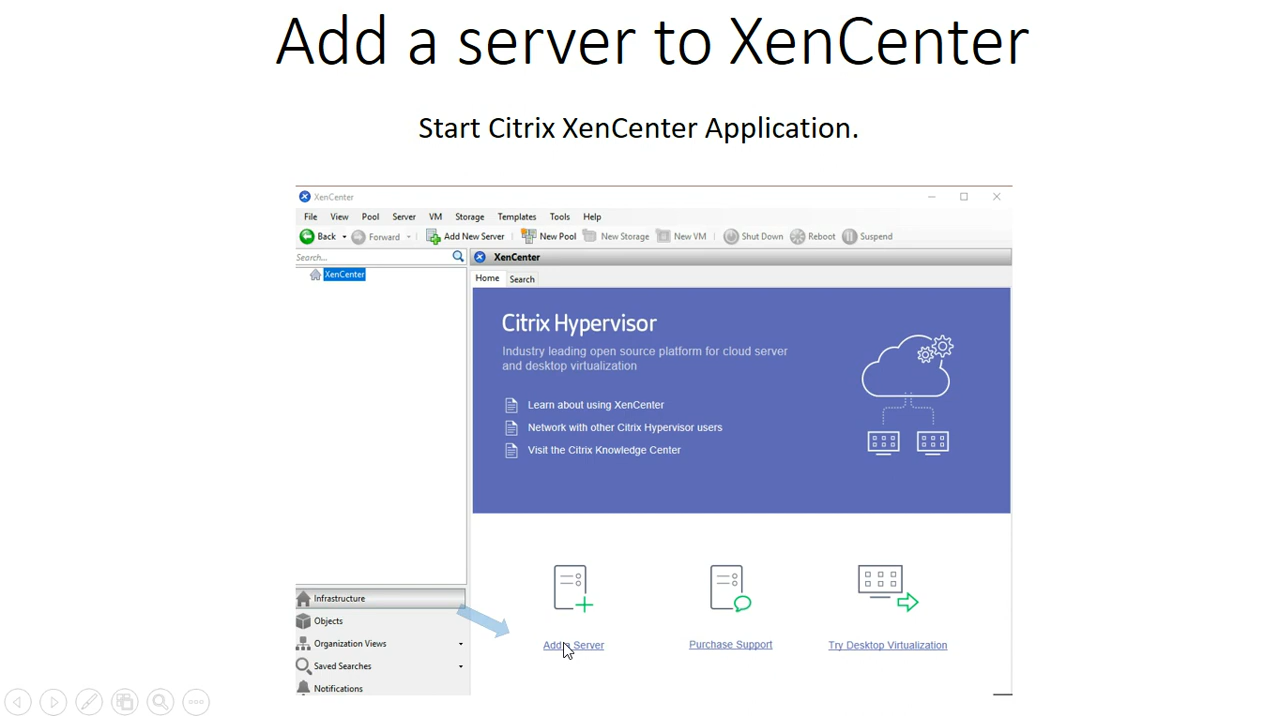 Add a server to XenCenter
Start Citrix XenCenter Application.
XenCenter
File View Pool Server VM Storage Templates Tools Help
Back Forward Add New Server New Pool New Storage New VM Shut Down Reboot Suspend
Search...
XenCenter
XenCenter
Home Search
Citrix Hypervisor
Industry leading open source platform for cloud server
and desktop virtualization
Learn about using XenCenter
Network with other Citrix Hypervisor users
Visit the Citrix Knowledge Center
Infrastructure
Objects
Organization Views
Saved Searches
Notifications
Add a Server
Purchase Support
Try Desktop Virtualization